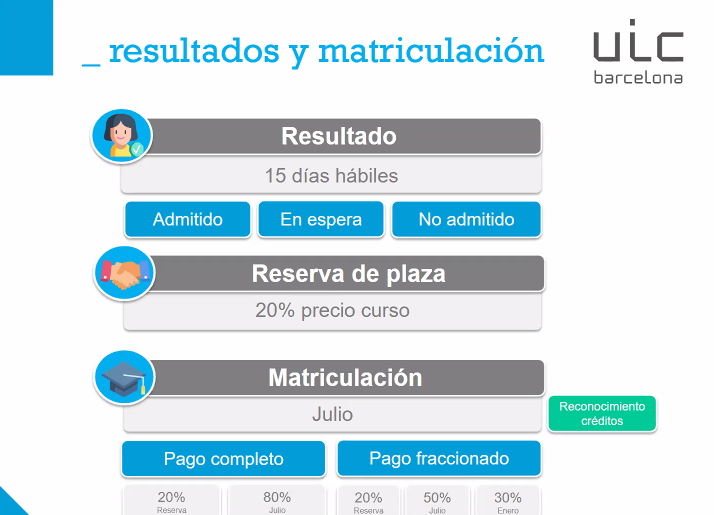 _ resultados y matriculación
uic
barcelona
Resultado
15 días hábiles
Admitido
En espera
No admitido
Reserva de plaza
20% precio curso
Matriculación
Julio
Reconocimiento
créditos
Pago completo
Pago fraccionado
20%
Reserva
80%
Julio
20%
Reserva
50%
Julio
30%
Enero